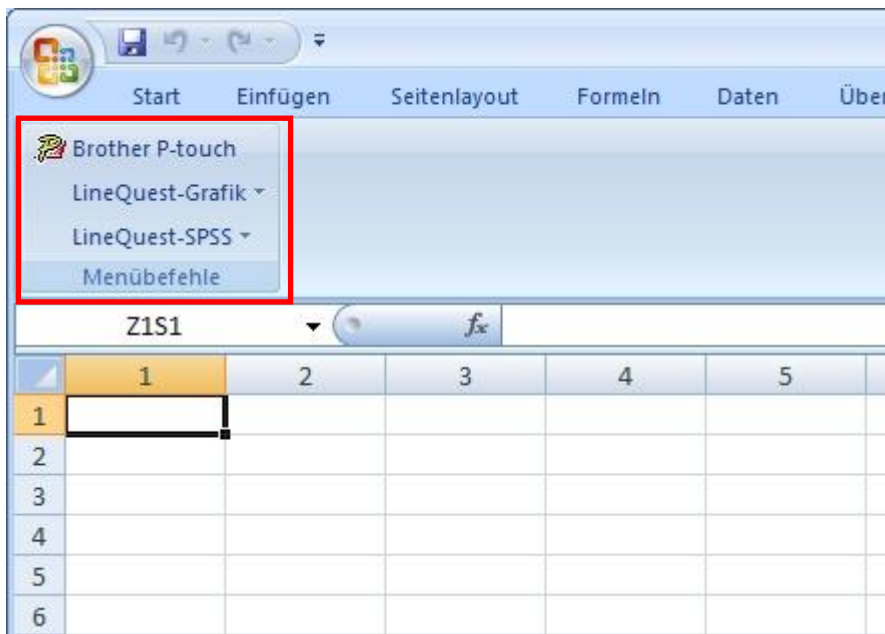 Start Einfügen Seitenlayout Formeln Daten
Brother P-touch
LineQuest-Grafik
LineQuest-SPSS
Menübefehle
Z1S1 fx
1 2 3 4 5
1
2
3
4
5
6